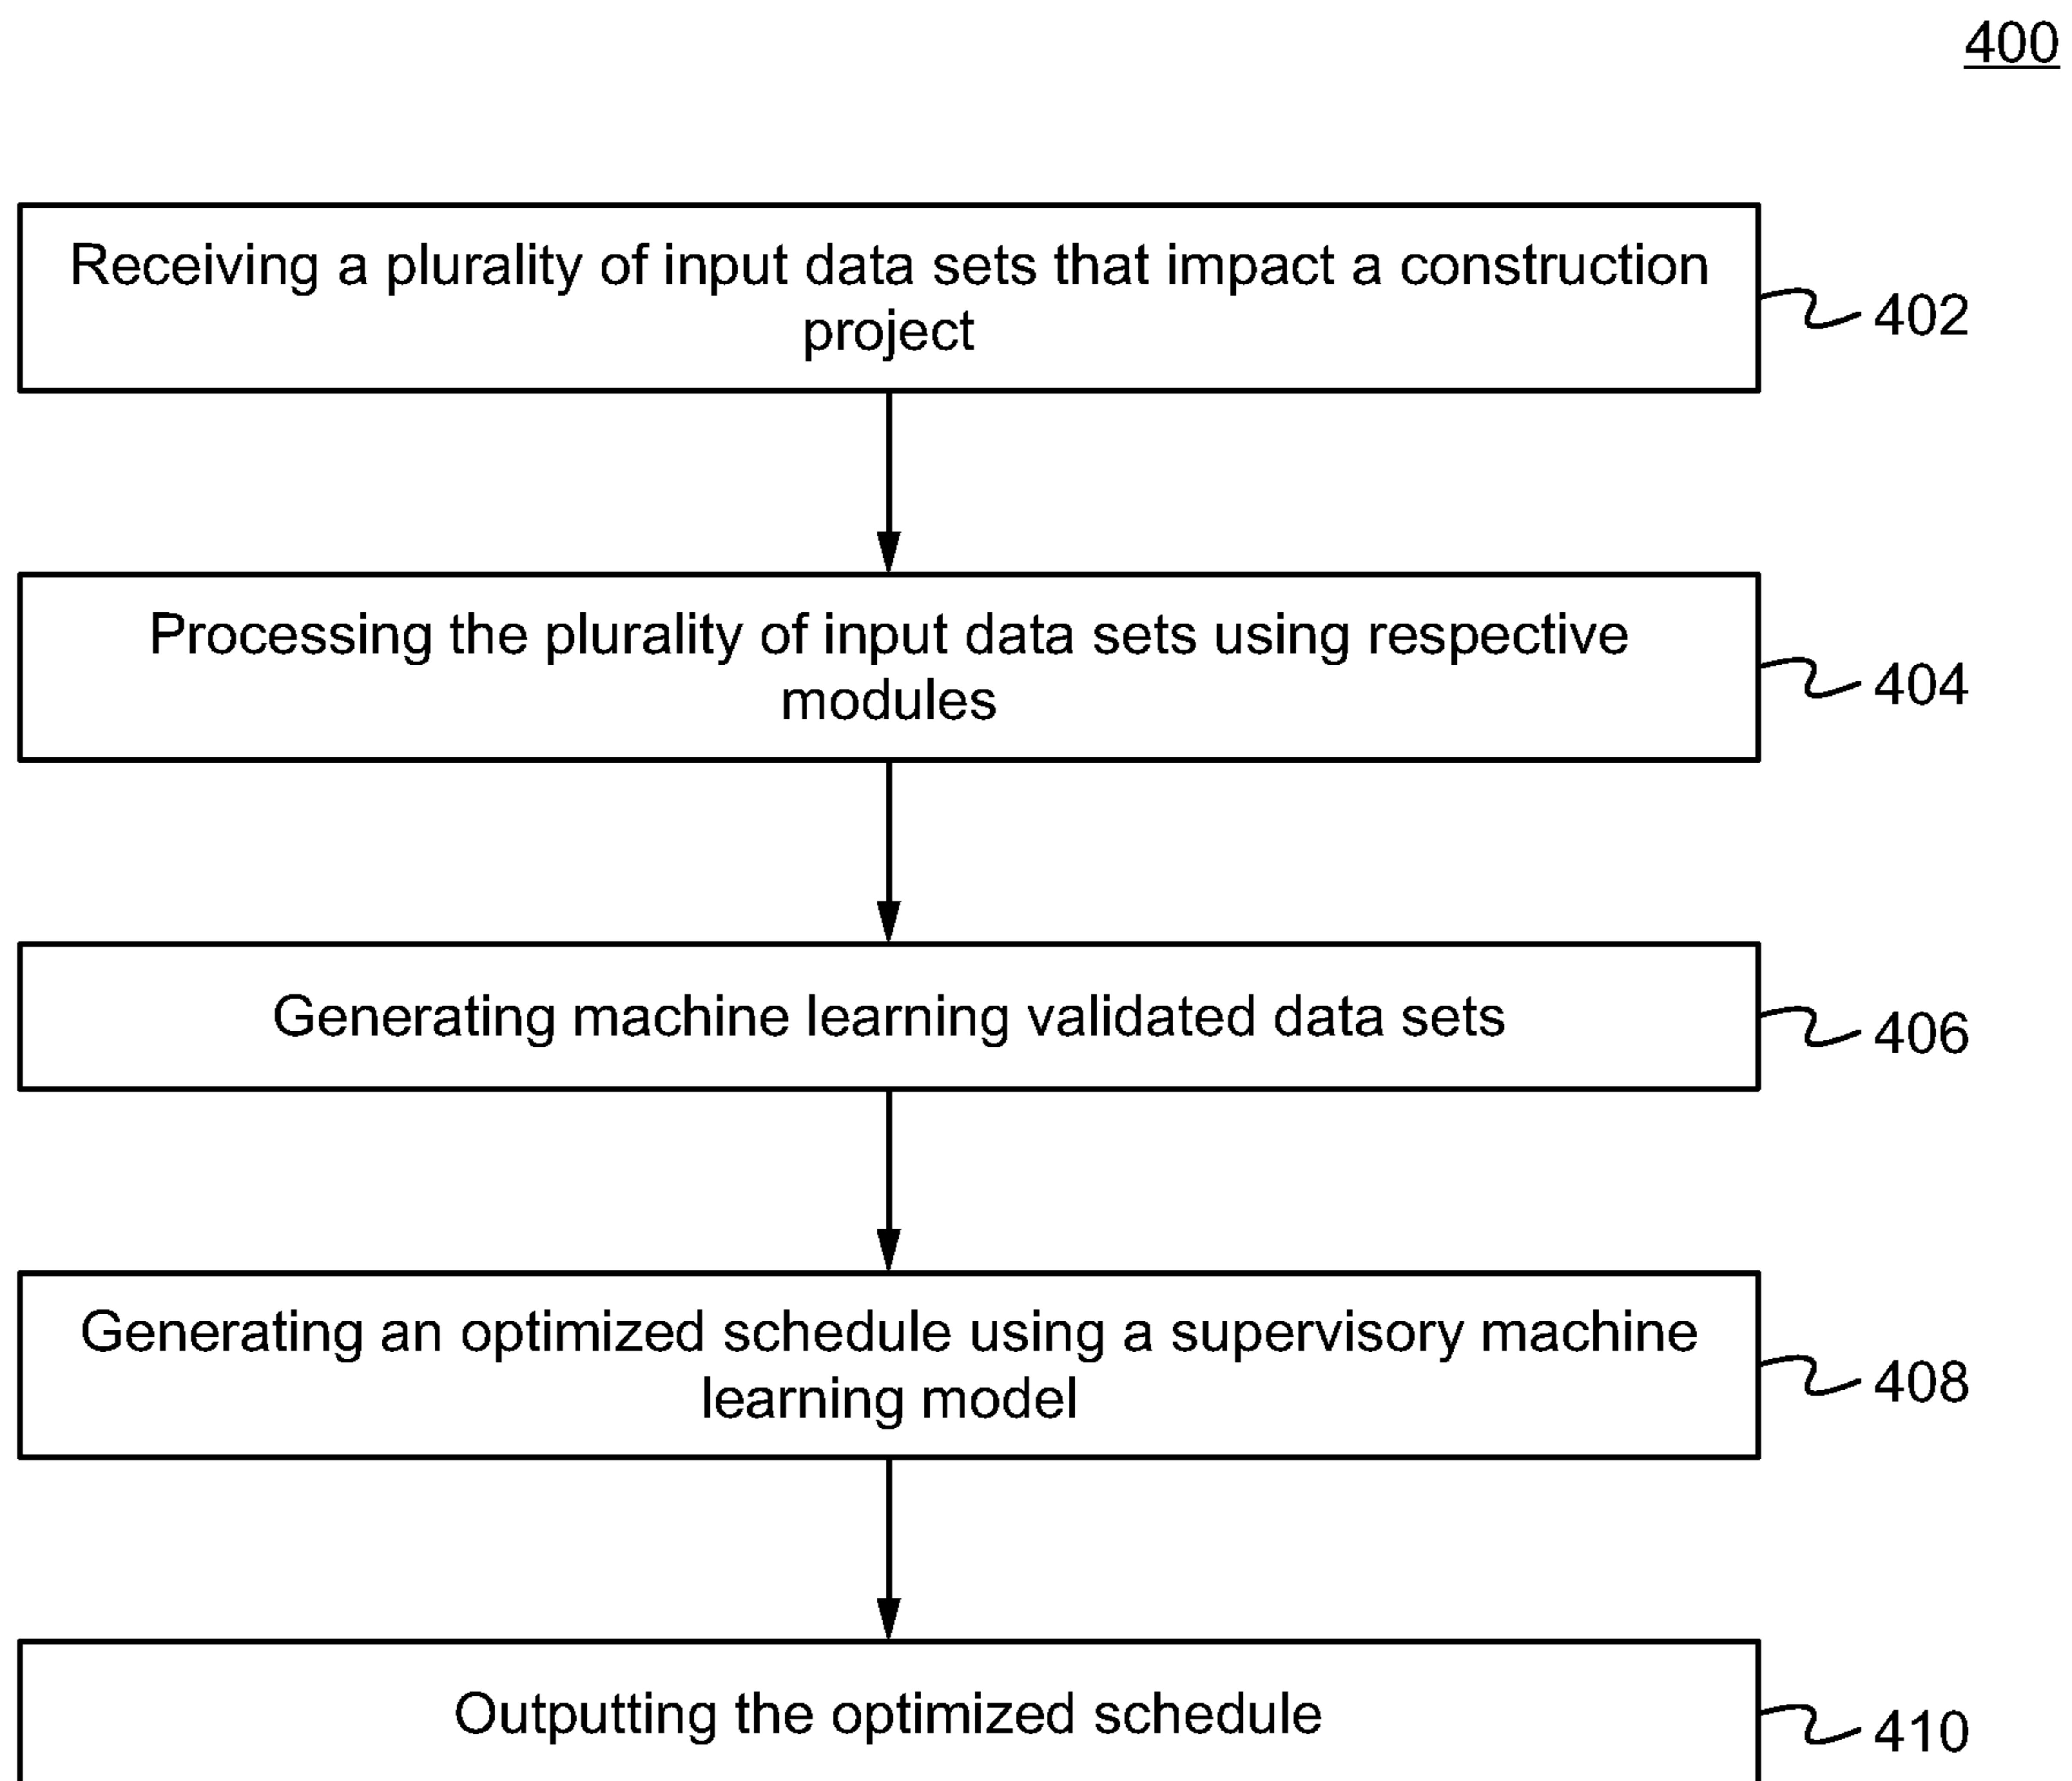 400
Receiving a plurality of input data sets that impact a construction
project
402
Processing the plurality of input data sets using respective
modules
404
Generating machine learning validated data sets
406
Generating an optimized schedule using a supervisory machine
learning model
408
Outputting the optimized schedule
410